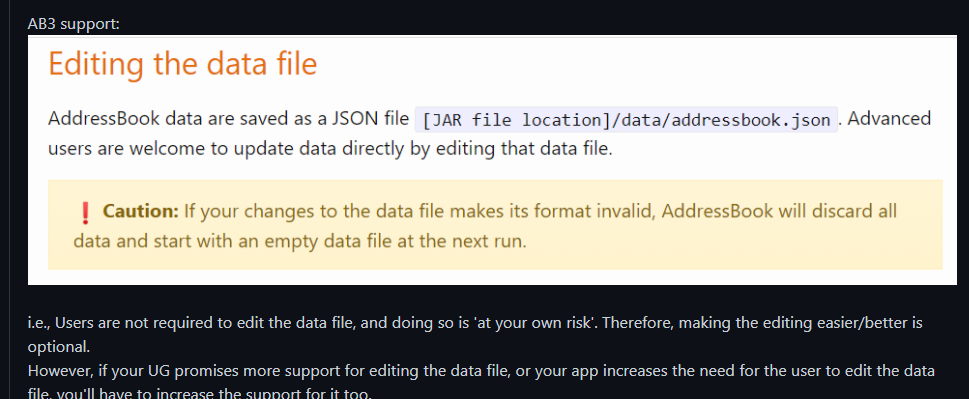 AB3 support:
Editing the data file
AddressBook data are saved as a JSON file [JAR file location]/data/addressbook.json. Advanced
users are welcome to update data directly by editing that data file.
❗ Caution: If your changes to the data file makes its format invalid, AddressBook will discard all
data and start with an empty data file at the next run.
i.e., Users are not required to edit the data file, and doing so is 'at your own risk'. Therefore, making the editing easier/better is
optional.
However, if your UG promises more support for editing the data file, or your app increases the need for the user to edit the data
file, you'll have to increase the support for it too.